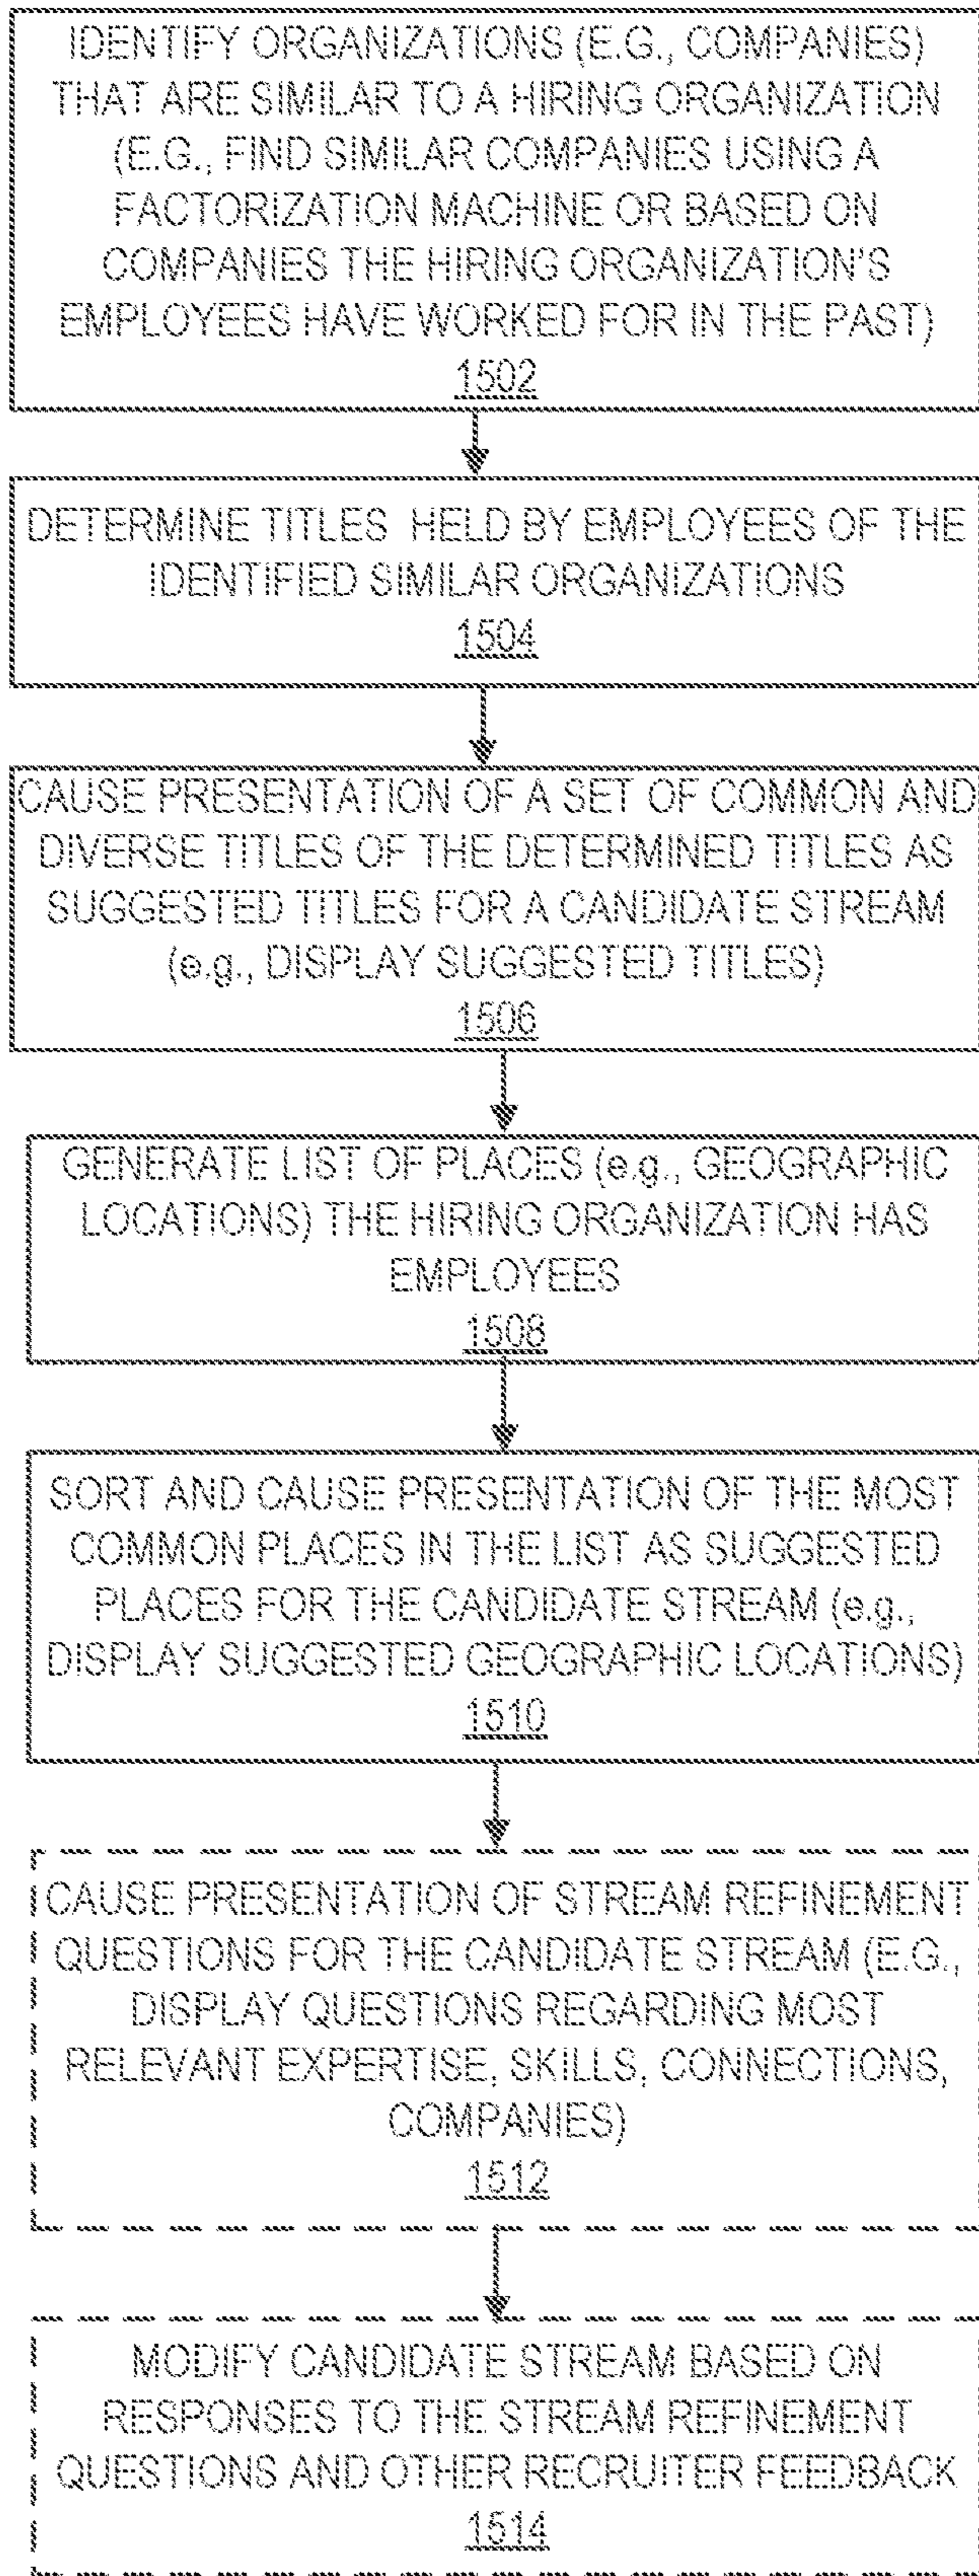 IDENTIFY ORGANIZATIONS (E.G., COMPANIES)
THAT ARE SIMILAR TO A HIRING ORGANIZATION
(E.G., FIND SIMILAR COMPANIES USING A
FACTORIZATION MACHINE OR BASED ON
COMPANIES THE HIRING ORGANIZATION'S
EMPLOYEES HAVE WORKED FOR IN THE PAST)
1502
DETERMINE TITLES HELD BY EMPLOYEES OF THE
IDENTIFIED SIMILAR ORGANIZATIONS
1504
CAUSE PRESENTATION OF A SET OF COMMON AND
DIVERSE TITLES OF THE DETERMINED TITLES AS
SUGGESTED TITLES FOR A CANDIDATE STREAM
(e.g., DISPLAY SUGGESTED TITLES)
1506
GENERATE LIST OF PLACES (e.g., GEOGRAPHIC
LOCATIONS) THE HIRING ORGANIZATION HAS
EMPLOYEES
1508
SORT AND CAUSE PRESENTATION OF THE MOST
COMMON PLACES IN THE LIST AS SUGGESTED
PLACES FOR THE CANDIDATE STREAM (e.g.,
DISPLAY SUGGESTED GEOGRAPHIC LOCATIONS)
1510
CAUSE PRESENTATION OF STREAM REFINEMENT
QUESTIONS FOR THE CANDIDATE STREAM (E.G.,
DISPLAY QUESTIONS REGARDING MOST
RELEVANT EXPERTISE, SKILLS, CONNECTIONS,
COMPANIES)
1512
MODIFY CANDIDATE STREAM BASED ON
RESPONSES TO THE STREAM REFINEMENT
QUESTIONS AND OTHER RECRUITER FEEDBACK
1514